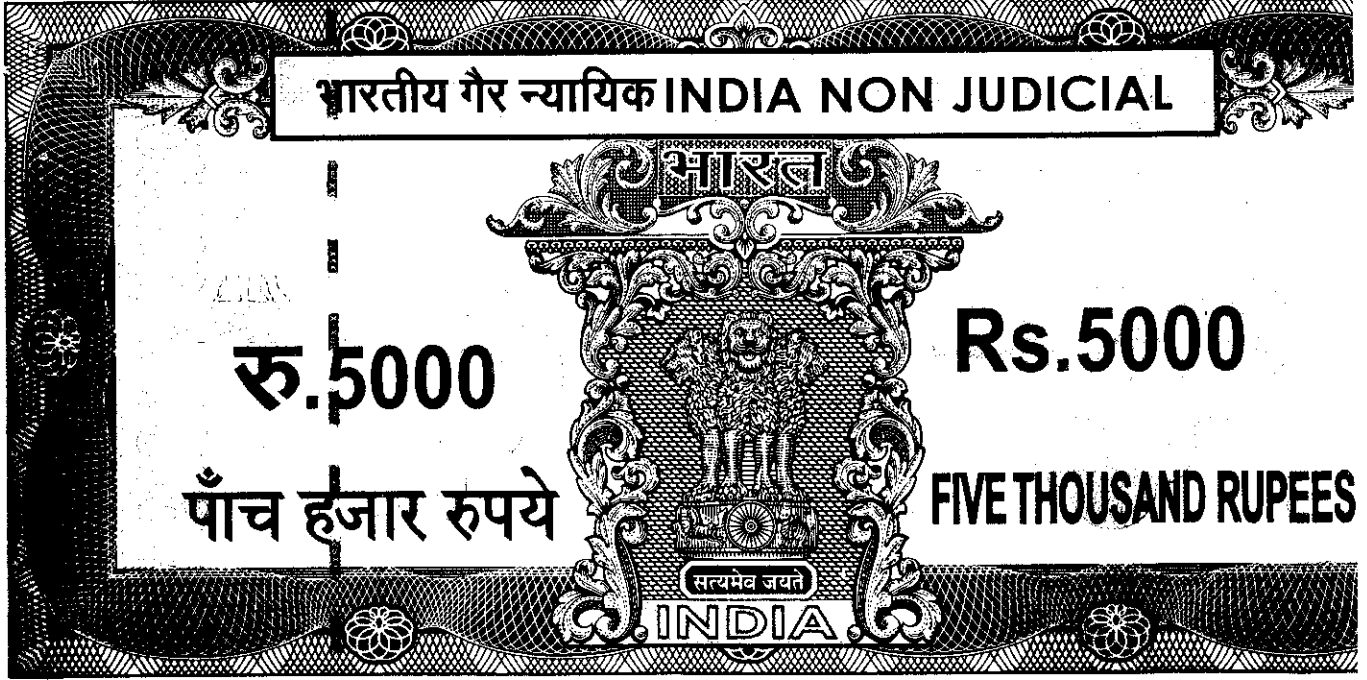 भारतीय गैर न्यायिक INDIA NON JUDICIAL
भारत
रु.5000
Rs.5000
पाँच हजार रुपये
FIVE THOUSAND RUPEES
सत्यमेव जयते
INDIA